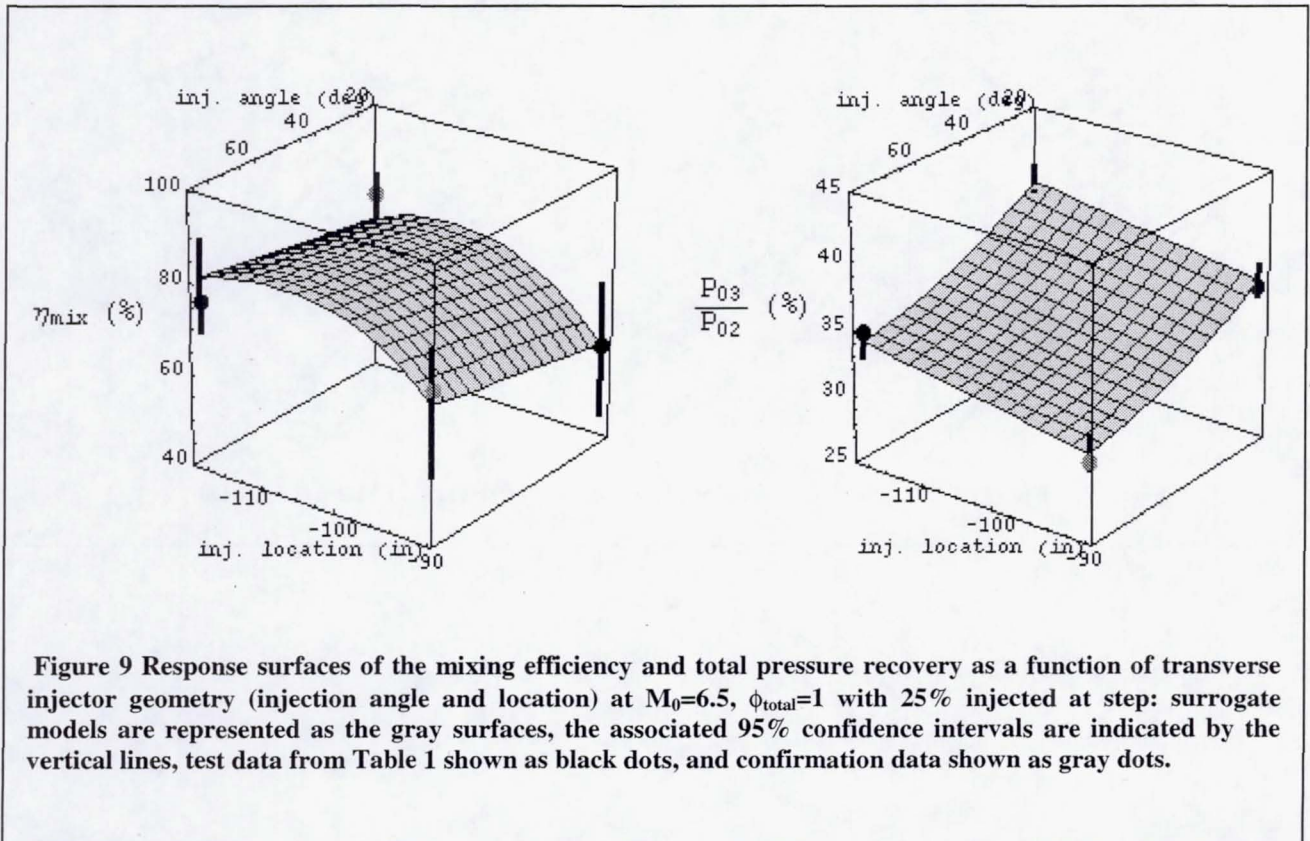 inj. angle (deg)
20
40
60
100
80
ηmix (%)
60
40
-110
-100
inj. location (in)
-90
inj. angle (deg)
20
40
60
45
40
P03
P02
(%)
35
30
25
-110
-100
inj. location (in)
-90
Figure 9 Response surfaces of the mixing efficiency and total pressure recovery as a function of transverse
injector geometry (injection angle and location) at M₀=6.5, ϕtotal=1 with 25% injected at step: surrogate
models are represented as the gray surfaces, the associated 95% confidence intervals are indicated by the
vertical lines, test data from Table 1 shown as black dots, and confirmation data shown as gray dots.